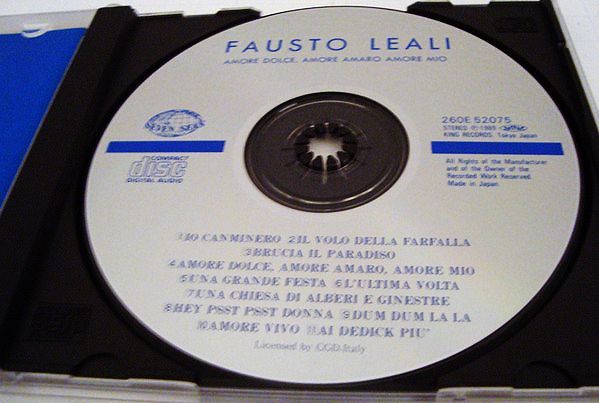 FAUSTO LEALI
AMORE DOLCE, AMORE AMARO AMORE MIO
SEVEN SEAS
260E 52075
STEREO Ⓟ 1985
KING RECORDS. Tokyo Japan
COMPACT
disc
DIGITAL AUDIO
All Rights of the Manufacturer
and of the Owner of the
Recorded Work Reserved.
Made in Japan
①IO CANMINERO ②IL VOLO DELLA FARFALLA
③BRUCIA IL PARADISO
④AMORE DOLCE, AMORE AMARO, AMORE MIO
⑤UNA GRANDE FESTA ⑥L'ULTIMA VOLTA
⑦UNA CHIESA DI ALBERI E GINESTRE
⑧HEY PSST PSST DONNA ⑨DUM DUM LA LA
⑩AMORE VIVO ⑪AI DEDICK PIU'
Licensed by CGD-Italy